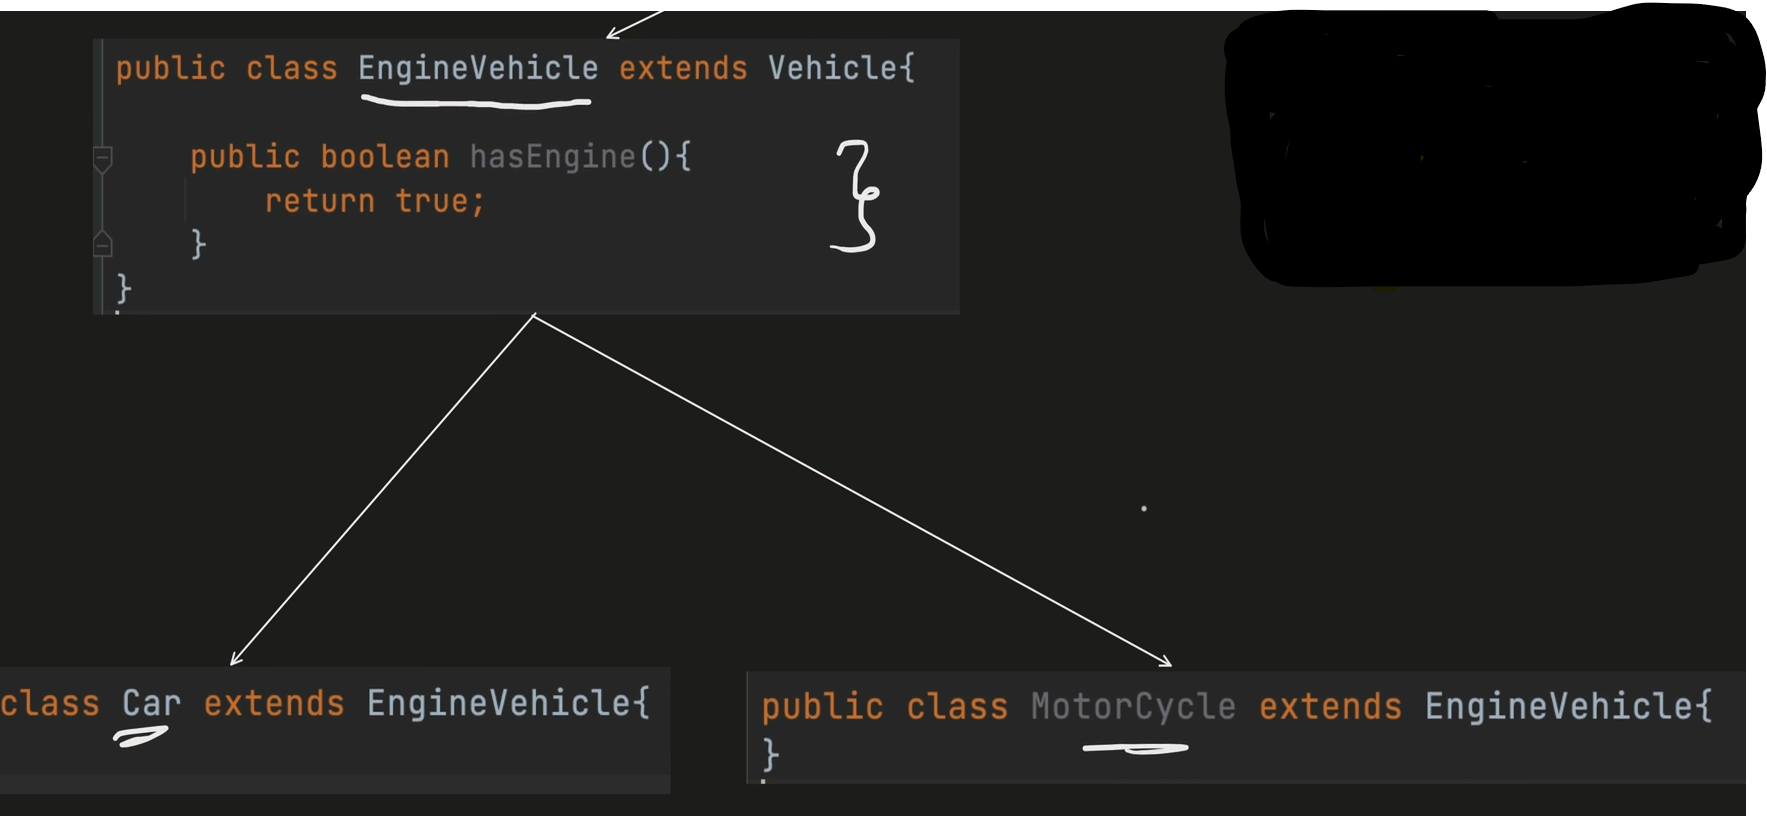 public class EngineVehicle extends Vehicle{
public boolean hasEngine(){
return true;
}
}
class Car extends EngineVehicle{
public class MotorCycle extends EngineVehicle{
}